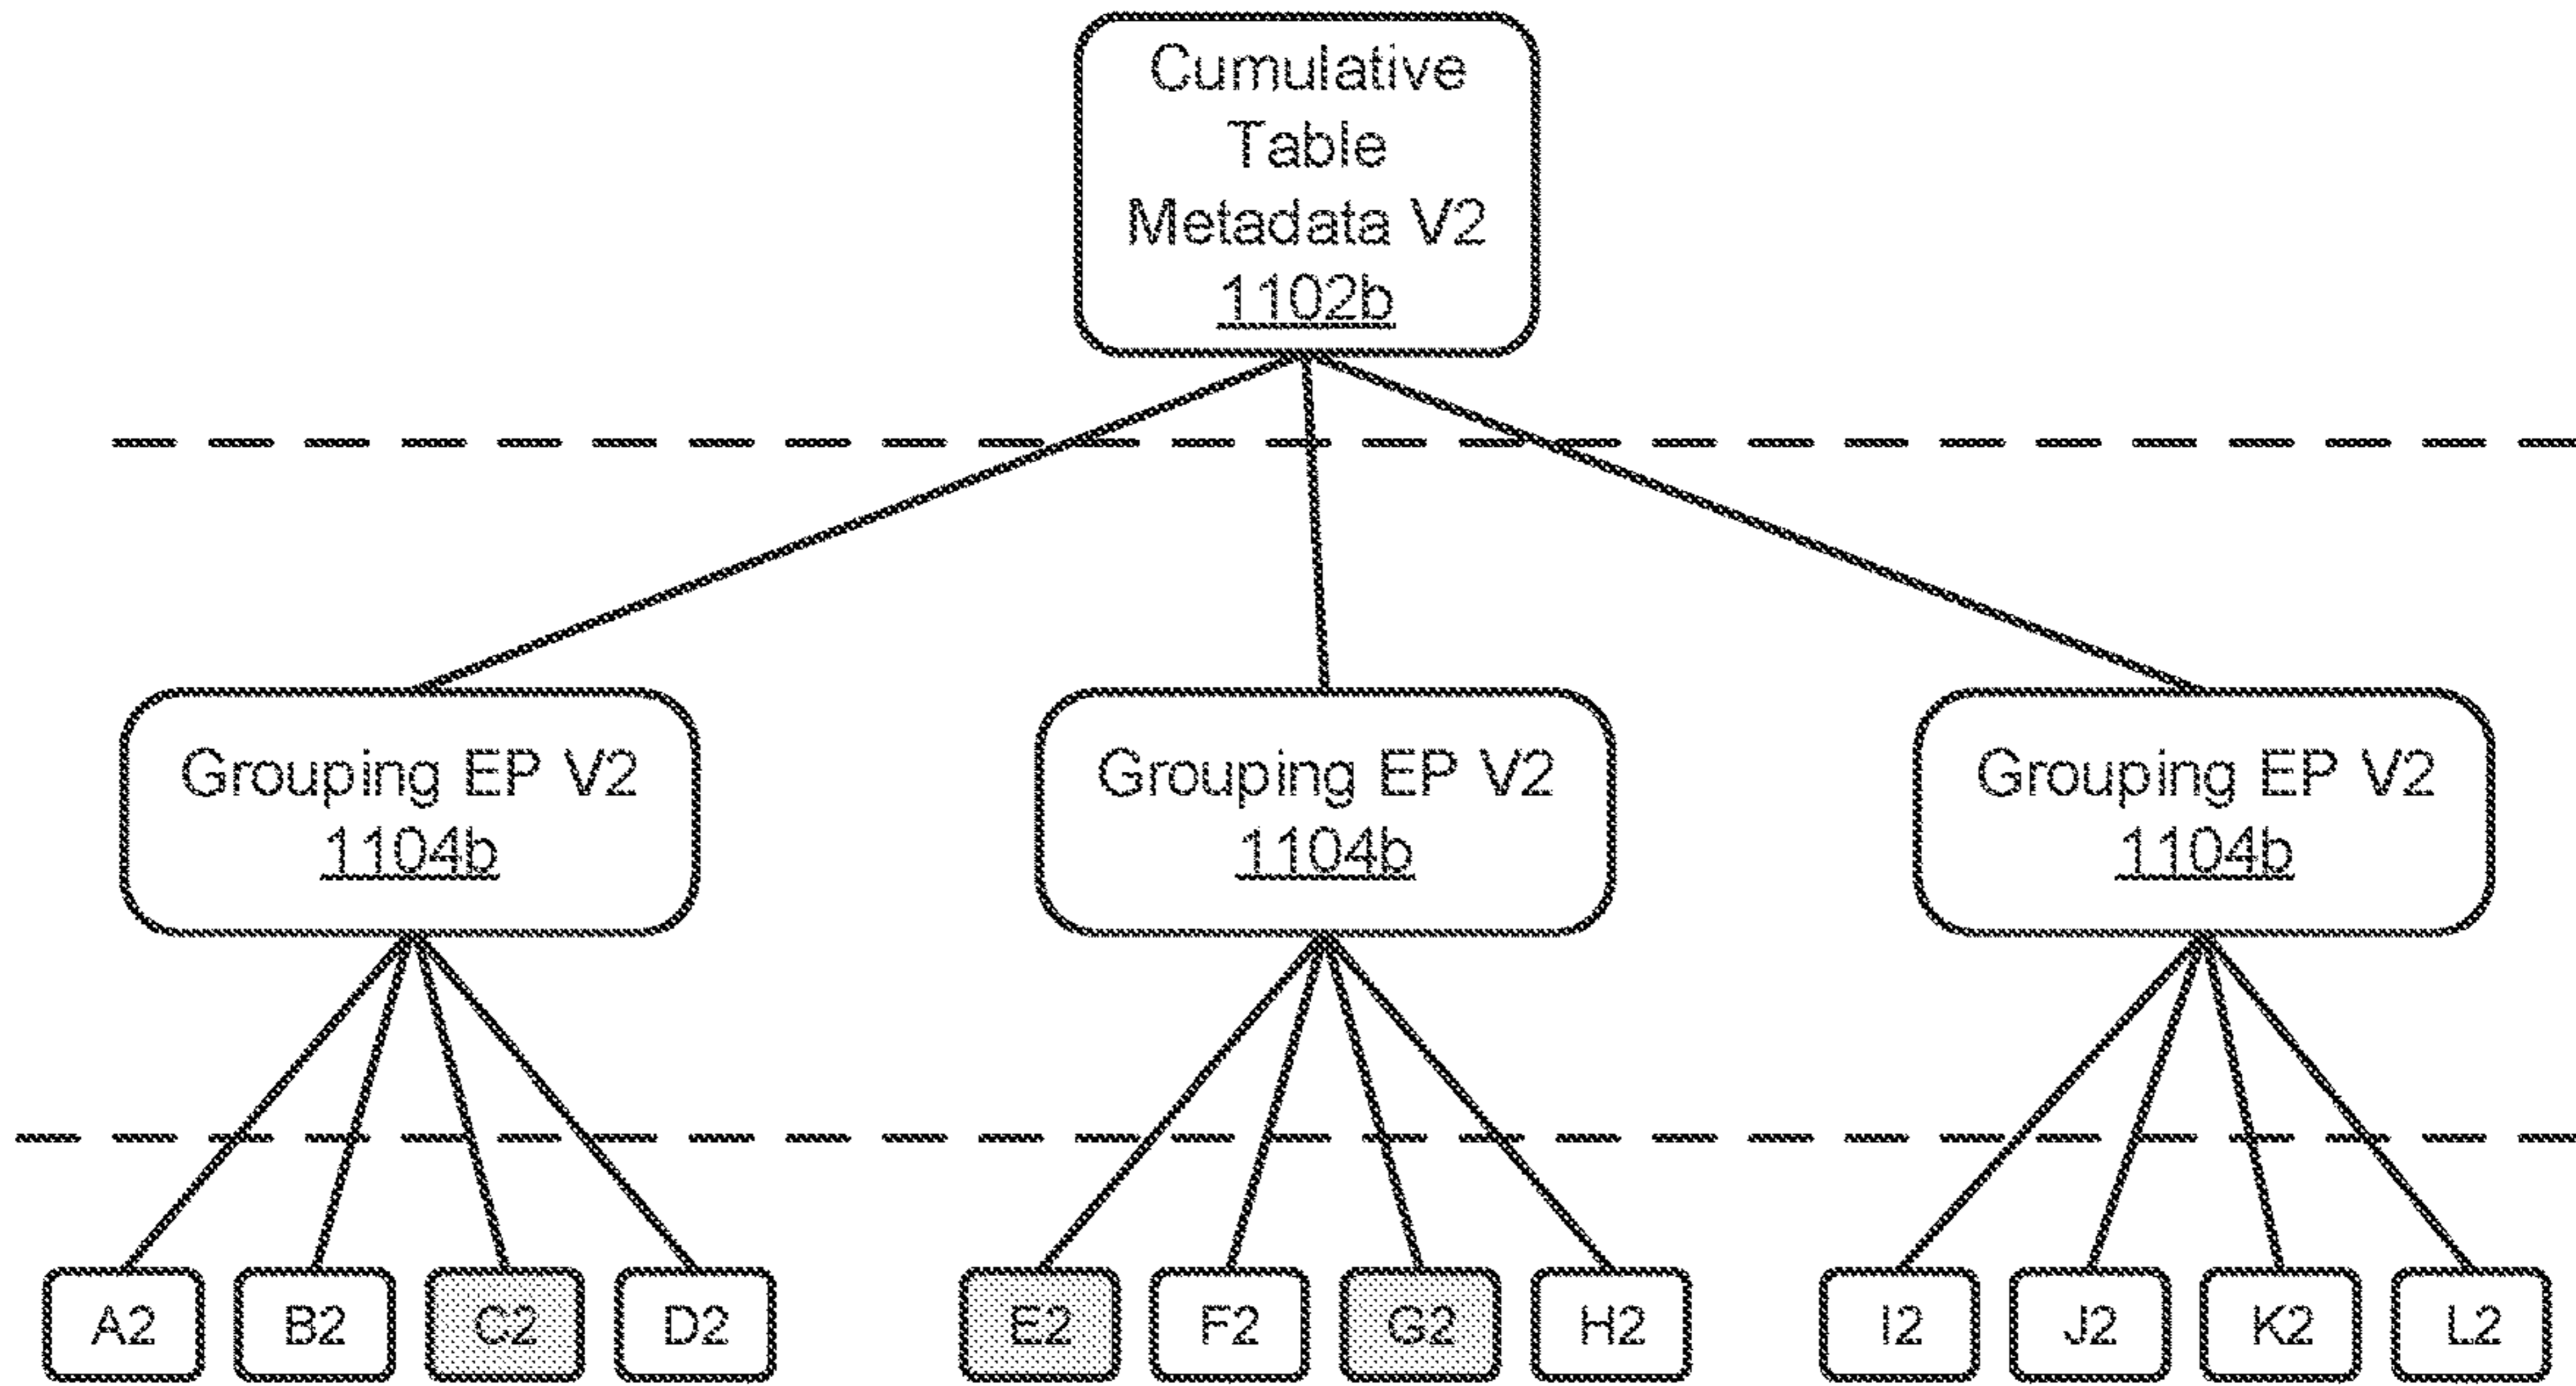 Cumulative
Table
Metadata V2
1102b
Grouping EP V2
1104b
Grouping EP V2
1104b
Grouping EP V2
1104b
A2
B2
C2
D2
E2
F2
G2
H2
I2
J2
K2
L2